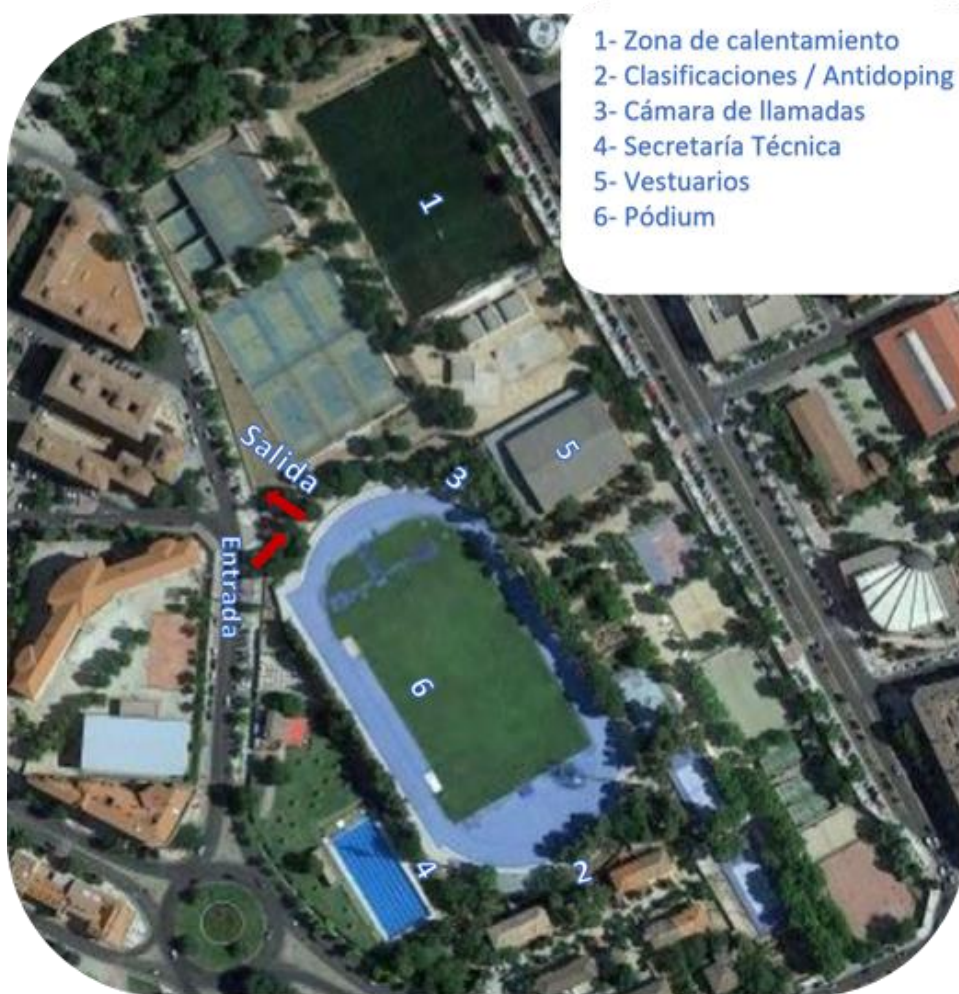 1- Zona de calentamiento
2- Clasificaciones / Antidoping
3- Cámara de llamadas
4- Secretaría Técnica
5- Vestuarios
6- Pódium
1
5
3
Salida
Entrada
6
4
2